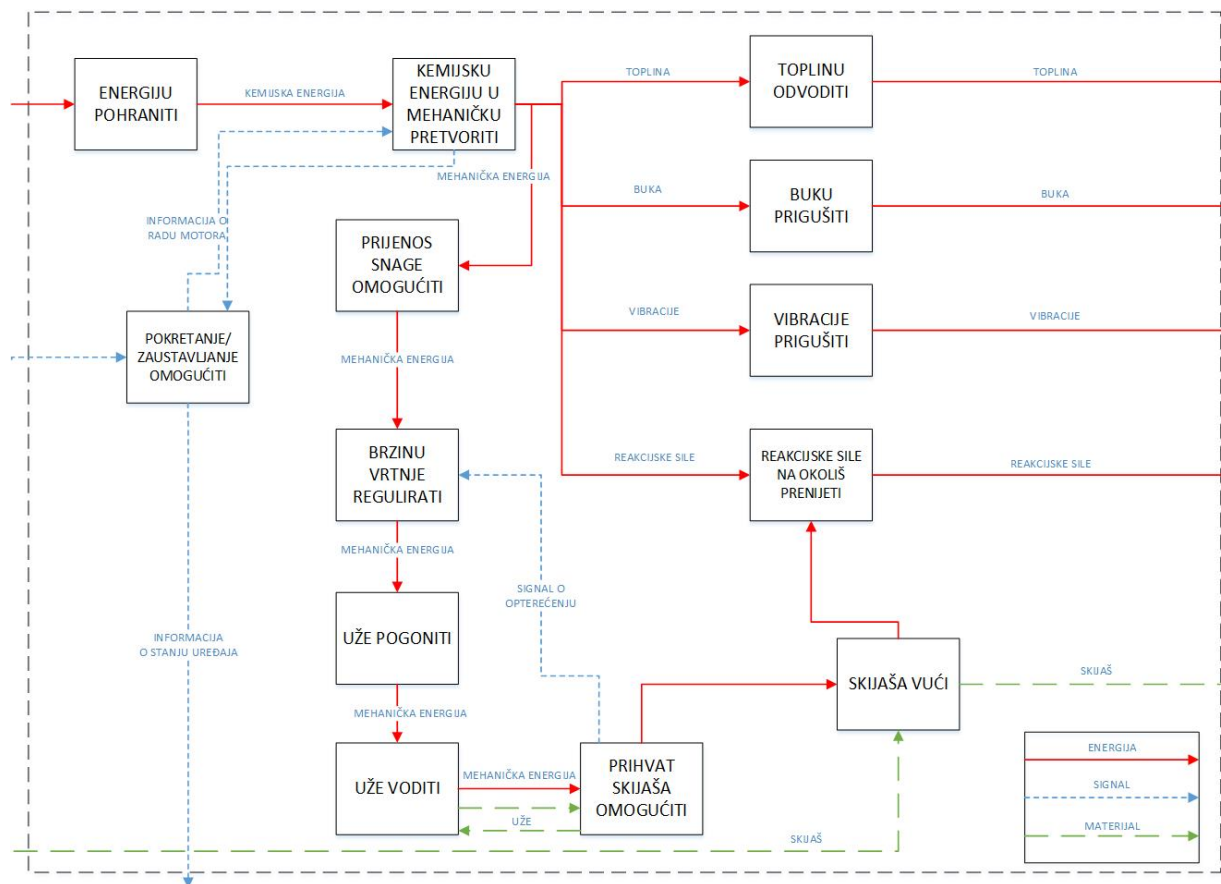 ENERGIJU
POHRANITI
KEMIJSKA ENERGIJA
KEMIJSKU
ENERGIJU U
MEHANIČKU
PRETVORITI
TOPLINA
TOPLINU
ODVODITI
TOPLINA
MEHANIČKA ENERGIJA
BUKA
BUKU
PRIGUŠITI
BUKA
INFORMACIJA O
RADU MOTORA
PRIJENOS
SNAGE
OMOGUĆITI
VIBRACIJE
VIBRACIJE
PRIGUŠITI
VIBRACIJE
POKRETANJE/
ZAUSTAVLJANJE
OMOGUĆITI
MEHANIČKA ENERGIJA
BRZINU
VRTNJE
REGULIRATI
REAKCIJSKE SILE
REAKCIJSKE SILE
NA OKOLIŠ
PRENIJETI
REAKCIJSKE SILE
MEHANIČKA ENERGIJA
SIGNAL O
OPTEREĆENJU
UŽE POGONITI
INFORMACIJA
O STANJU UREĐAJA
SKIJAŠA VUĆI
SKIJAŠ
MEHANIČKA ENERGIJA
UŽE VODITI
MEHANIČKA ENERGIJA
UŽE
PRIHVAT
SKIJAŠA
OMOGUĆITI
SKIJAŠ
ENERGIJA
SIGNAL
MATERIJAL